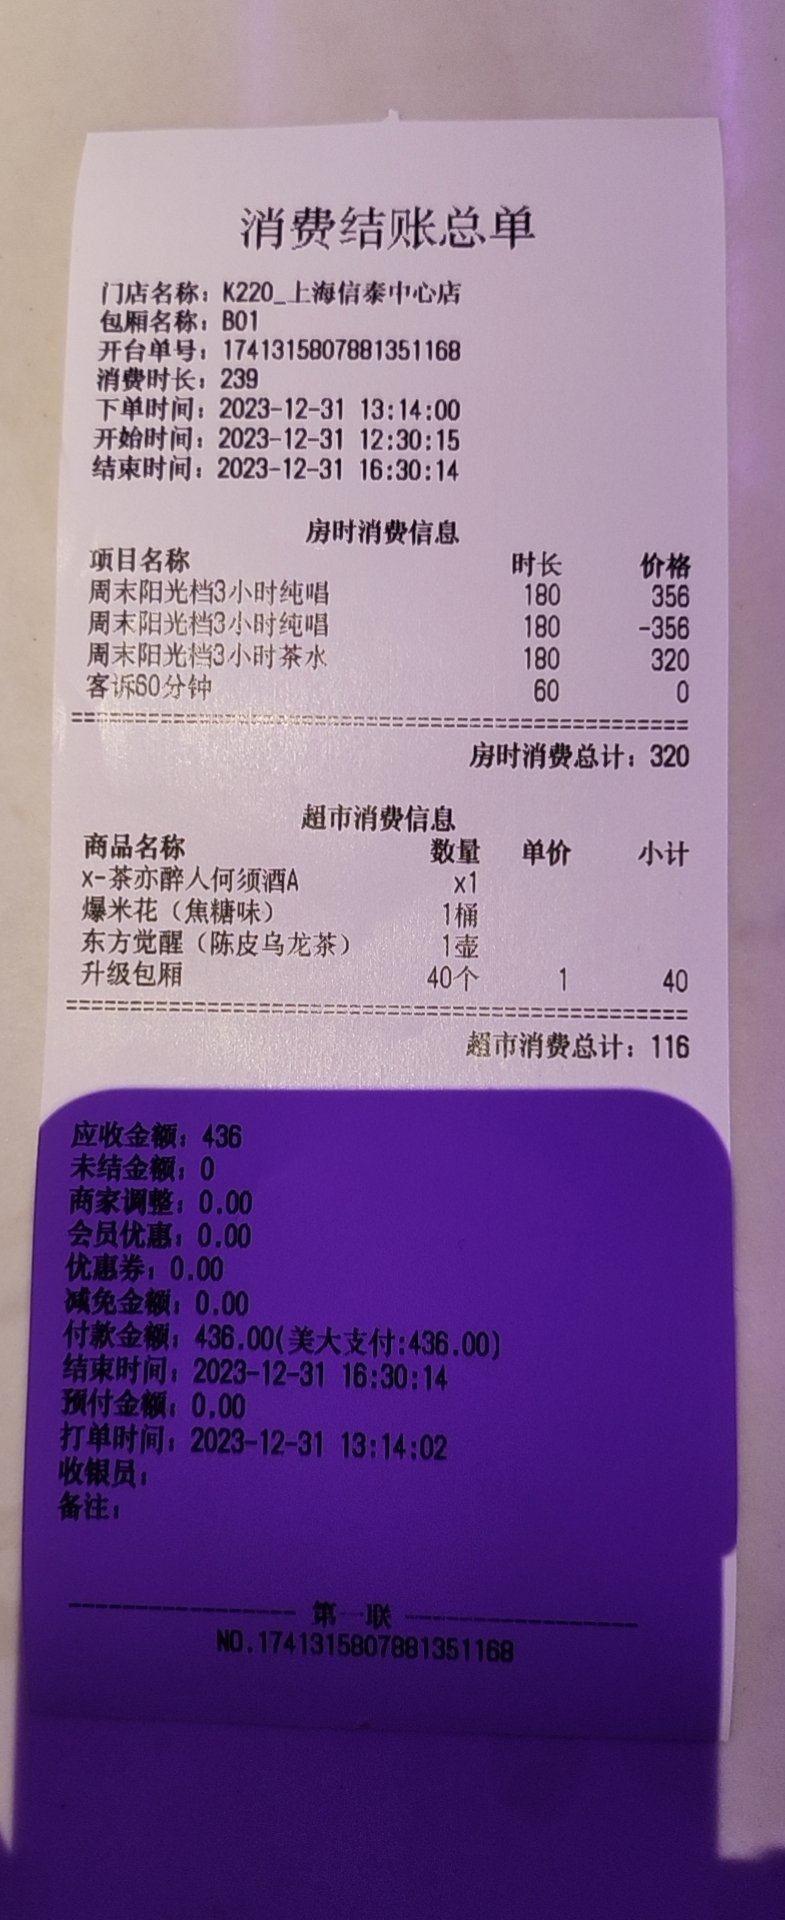 消费结账总单
门店名称：K220_上海信泰中心店
包厢名称：B01
开台单号：1741315807881351168
消费时长：239
下单时间：2023-12-31 13:14:00
开始时间：2023-12-31 12:30:15
结束时间：2023-12-31 16:30:14
房时消费信息
项目名称 时长 价格
周末阳光档3小时纯唱 180 356
周末阳光档3小时纯唱 180 -356
周末阳光档3小时茶水 180 320
客诉60分钟 60 0
房时消费总计：320
超市消费信息
商品名称 数量 单价 小计
x-茶亦醉人何须酒A x1
爆米花（焦糖味） 1桶
东方觉醒（陈皮乌龙茶） 1壶
升级包厢 40个 1 40
超市消费总计：116
应收金额：436
未结金额：0
商家调整：0.00
会员优惠：0.00
优惠券：0.00
减免金额：0.00
付款金额：436.00(美大支付:436.00)
结束时间：2023-12-31 16:30:14
预付金额：0.00
打单时间：2023-12-31 13:14:02
收银员：
备注：
第一联
NO.1741315807881351168